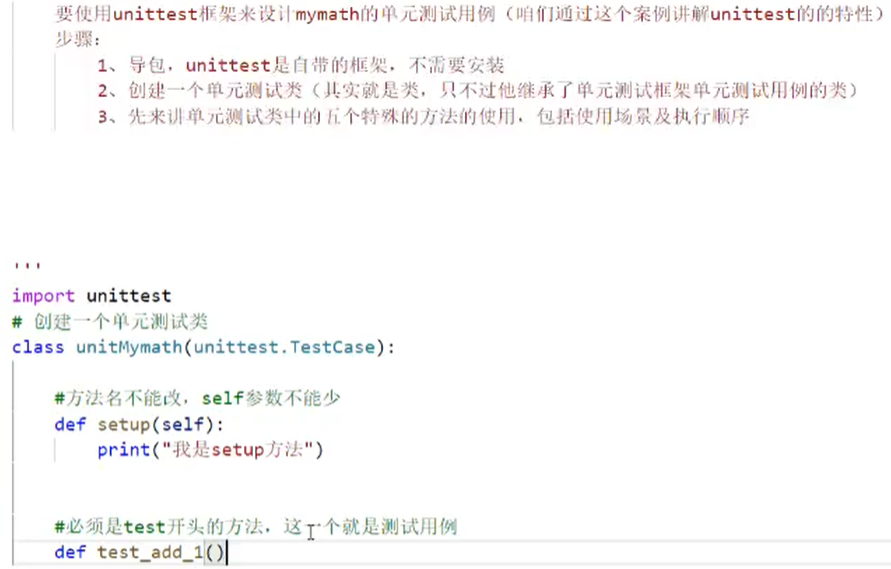 要使用unittest框架来设计mymath的单元测试用例（咱们通过这个案例讲解unittest的的特性）
步骤：
1、导包，unittest是自带的框架，不需要安装
2、创建一个单元测试类（其实就是类，只不过他继承了单元测试框架单元测试用例的类）
3、先来讲单元测试类中的五个特殊的方法的使用，包括使用场景及执行顺序
'''
import unittest
# 创建一个单元测试类
class unitMymath(unittest.TestCase):
#方法名不能改，self参数不能少
def setup(self):
print("我是setup方法")
#必须是test开头的方法，这一个就是测试用例
def test_add_1()